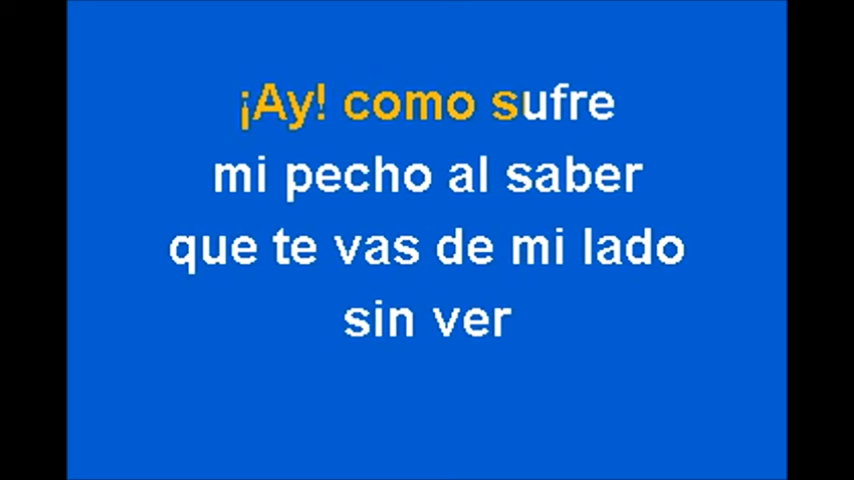 ¡Ay! como sufre
mi pecho al saber
que te vas de mi lado
sin ver